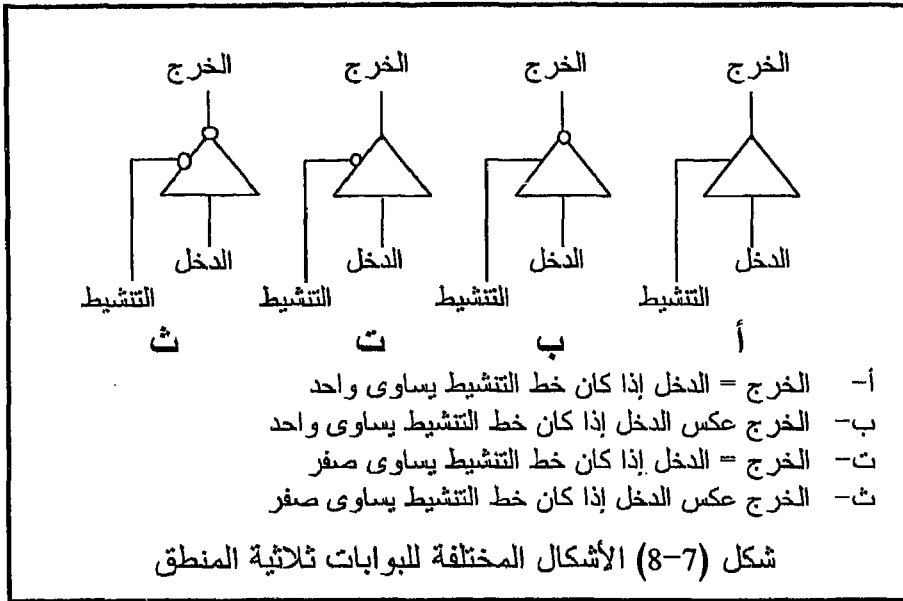 الخرج الخرج الخرج الخرج
الدخل الدخل الدخل الدخل
التنشيط التنشيط التنشيط التنشيط
أ ب ت ث
أ- الخرج = الدخل إذا كان خط التنشيط يساوى واحد
ب- الخرج عكس الدخل إذا كان خط التنشيط يساوى واحد
ت- الخرج = الدخل إذا كان خط التنشيط يساوى صفر
ث- الخرج عكس الدخل إذا كان خط التنشيط يساوى صفر
شكل (7-8) الأشكال المختلفة للبوابات ثلاثية المنطق